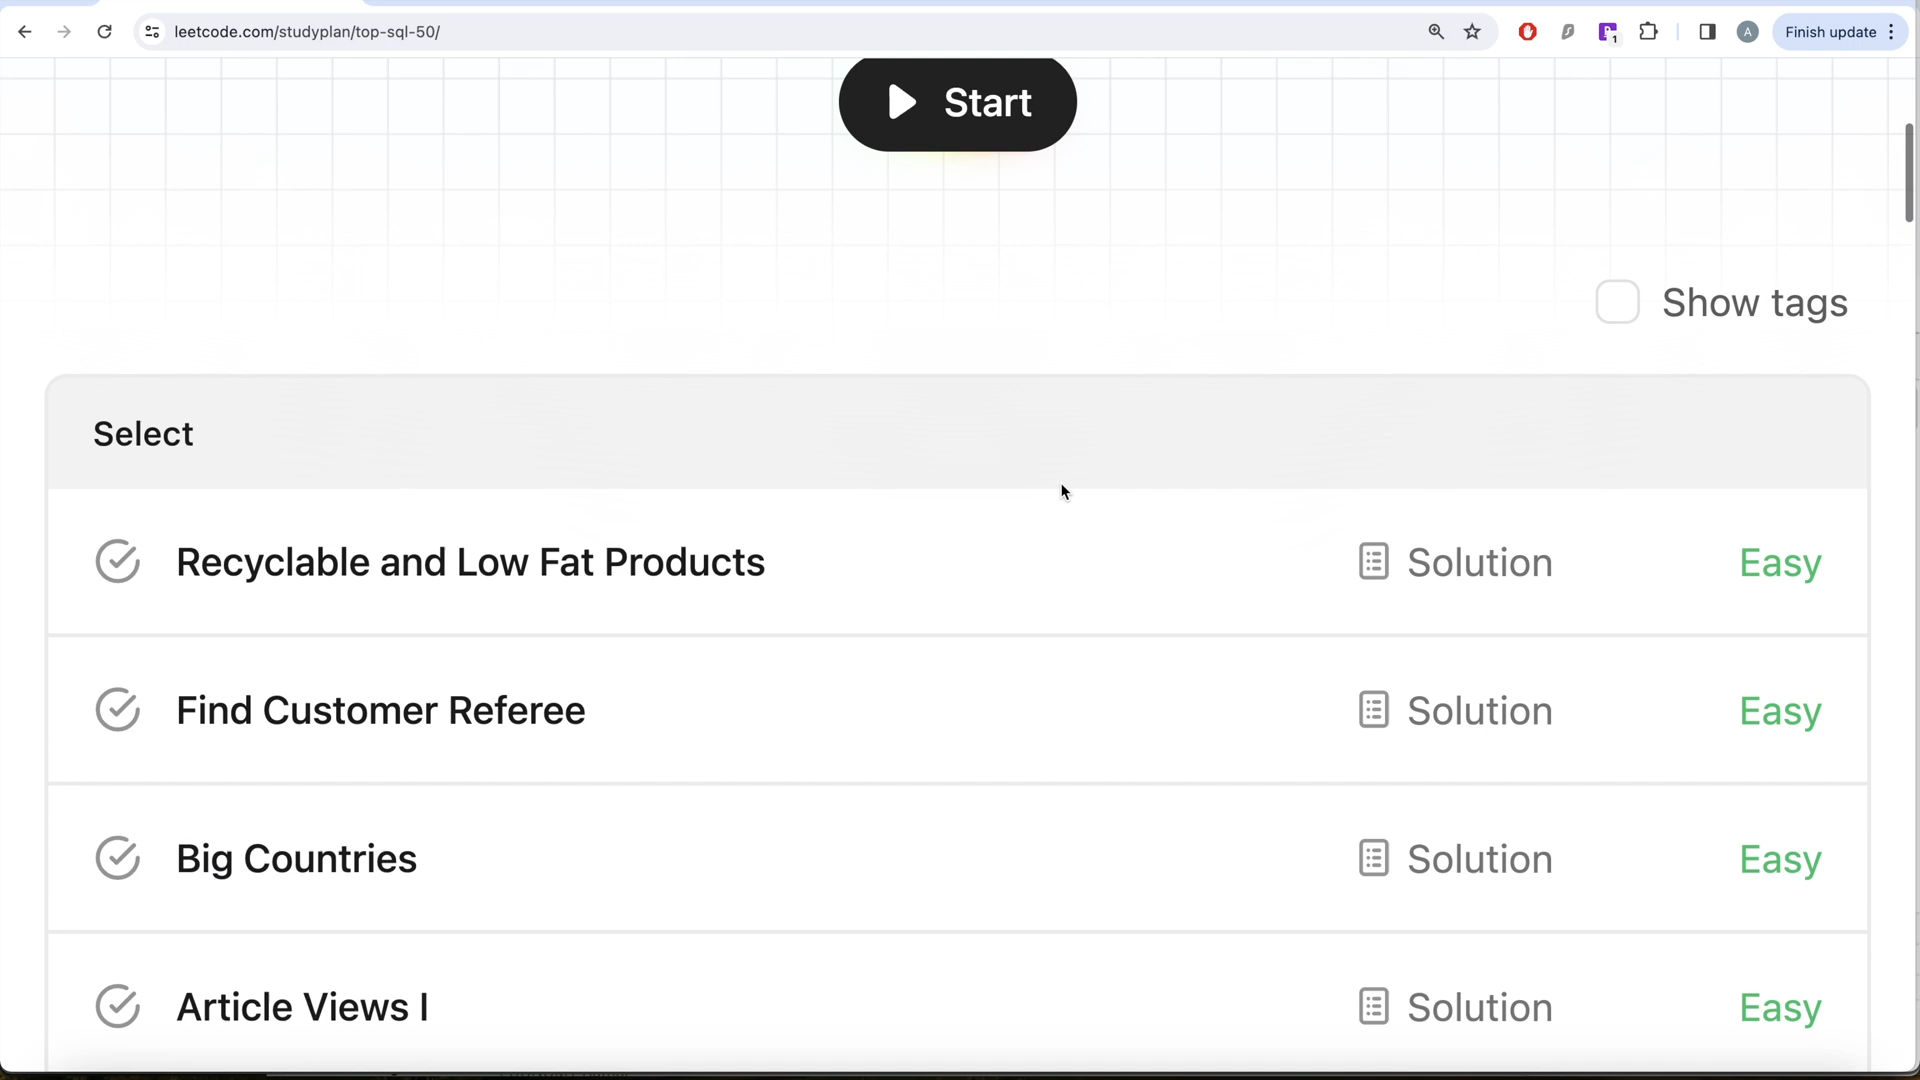 leetcode.com/studyplan/top-sql-50/
1
A
Finish update
Start
Show tags
Select
Recyclable and Low Fat Products Solution Easy
Find Customer Referee Solution Easy
Big Countries Solution Easy
Article Views I Solution Easy